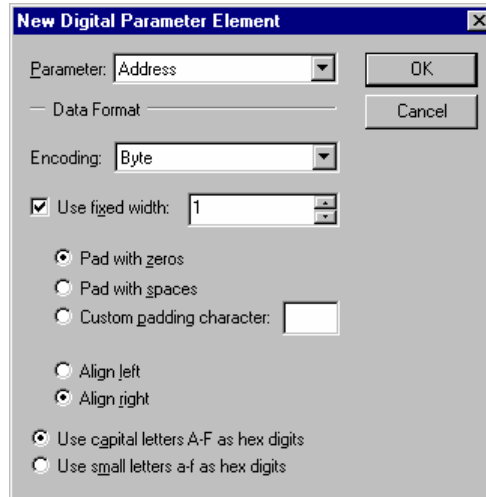 New Digital Parameter Element
Parameter: Address
OK
Data Format
Cancel
Encoding: Byte
Use fixed width: 1
Pad with zeros
Pad with spaces
Custom padding character:
Align left
Align right
Use capital letters A-F as hex digits
Use small letters a-f as hex digits